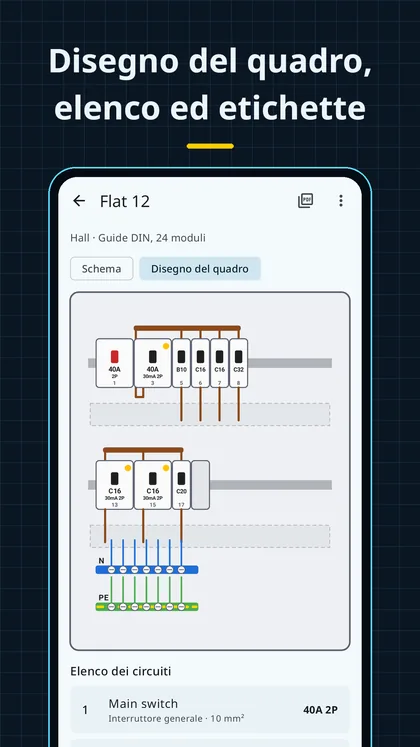 Disegno del quadro,
elenco ed etichette
Flat 12
PDF
Hall · Guide DIN, 24 moduli
Schema
Disegno del quadro
40A
2P
1
40A
30mA 2P
3
B10
5
C16
6
C16
7
C32
8
C16
30mA 2P
13
C16
30mA 2P
15
C20
17
N
PE
Elenco dei circuiti
1
Main switch
Interruttore generale · 10 mm²
40A 2P